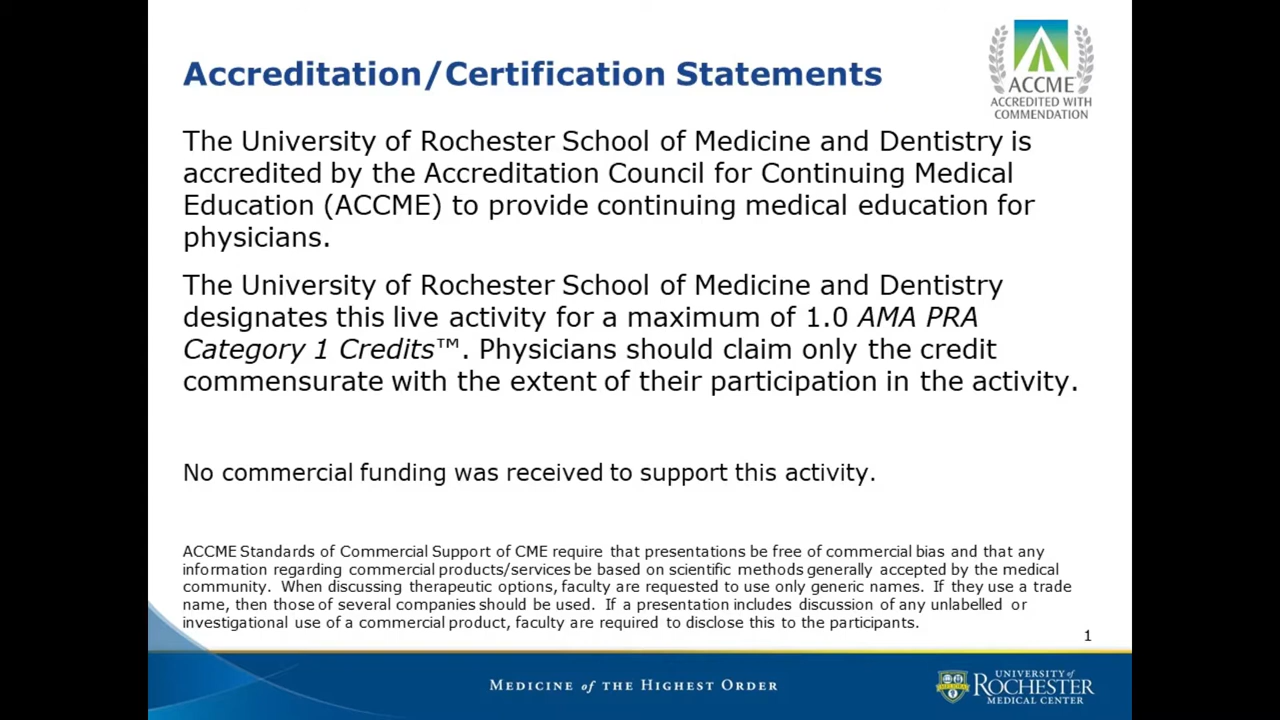 Accreditation/Certification Statements
ACCME
ACCREDITED WITH
COMMENDATION
The University of Rochester School of Medicine and Dentistry is
accredited by the Accreditation Council for Continuing Medical
Education (ACCME) to provide continuing medical education for
physicians.
The University of Rochester School of Medicine and Dentistry
designates this live activity for a maximum of 1.0 AMA PRA
Category 1 Credits™. Physicians should claim only the credit
commensurate with the extent of their participation in the activity.
No commercial funding was received to support this activity.
ACCME Standards of Commercial Support of CME require that presentations be free of commercial bias and that any
information regarding commercial products/services be based on scientific methods generally accepted by the medical
community. When discussing therapeutic options, faculty are requested to use only generic names. If they use a trade
name, then those of several companies should be used. If a presentation includes discussion of any unlabelled or
investigational use of a commercial product, faculty are required to disclose this to the participants.
1
MEDICINE of THE HIGHEST ORDER
UNIVERSITY of
ROCHESTER
MEDICAL CENTER